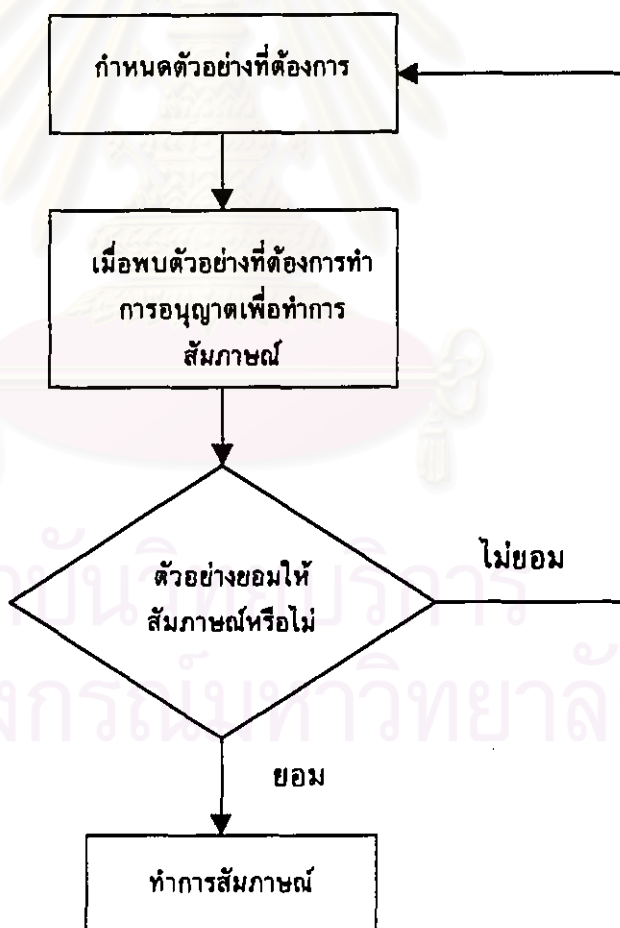 กำหนดตัวอย่างที่ต้องการ
เมื่อพบตัวอย่างที่ต้องการทำ
การอนุญาตเพื่อทำการ
สัมภาษณ์
ตัวอย่างยอมให้
สัมภาษณ์หรือไม่
ไม่ยอม
ยอม
ทำการสัมภาษณ์